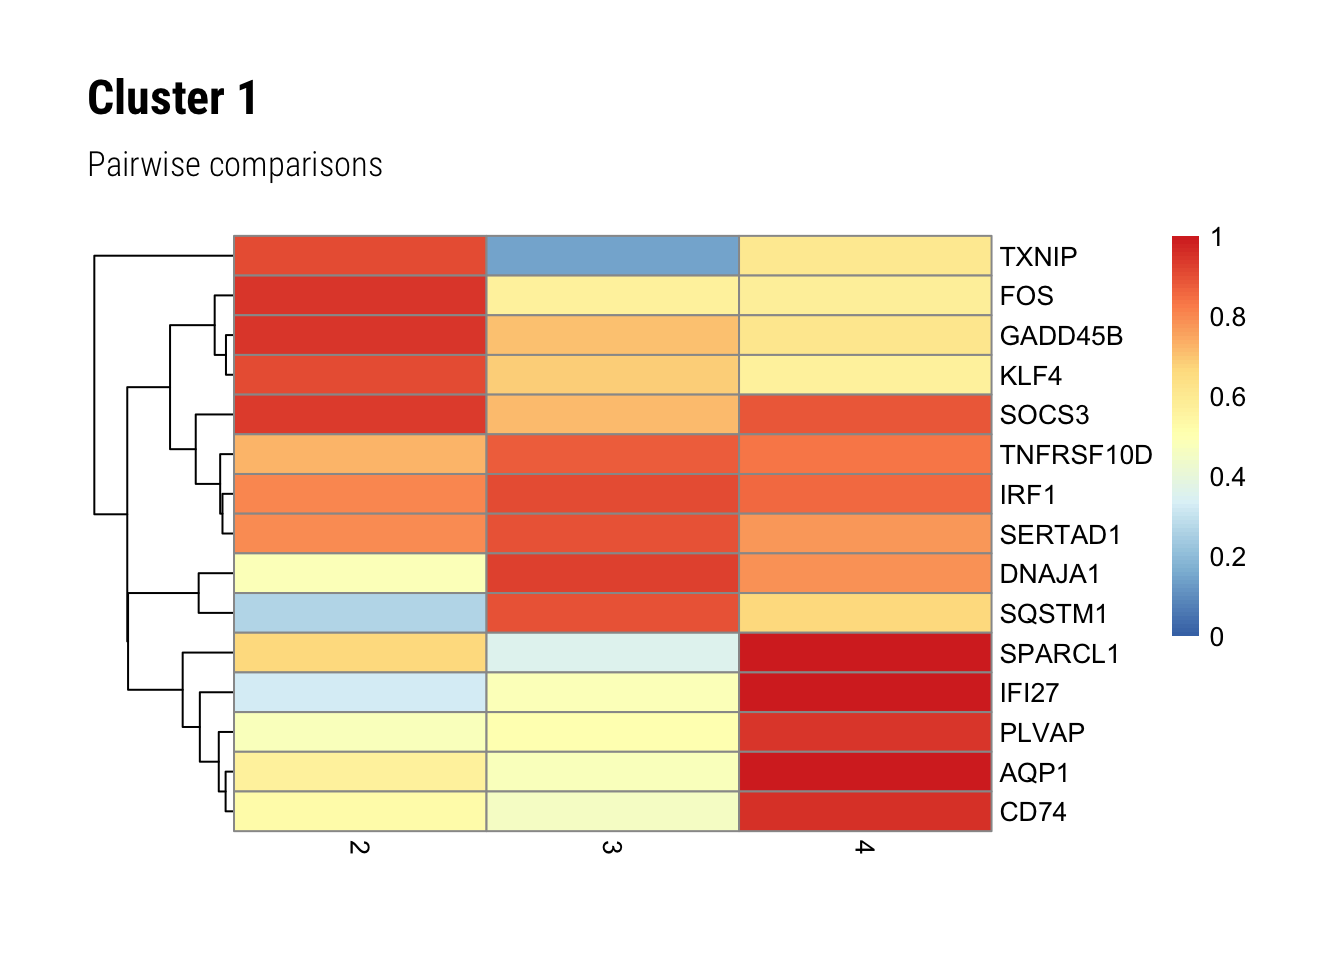 Cluster 1
Pairwise comparisons
TXNIP
FOS
GADD45B
KLF4
SOCS3
TNFRSF10D
IRF1
SERTAD1
DNAJA1
SQSTM1
SPARCL1
IFI27
PLVAP
AQP1
CD74
2
3
4
1
0.8
0.6
0.4
0.2
0